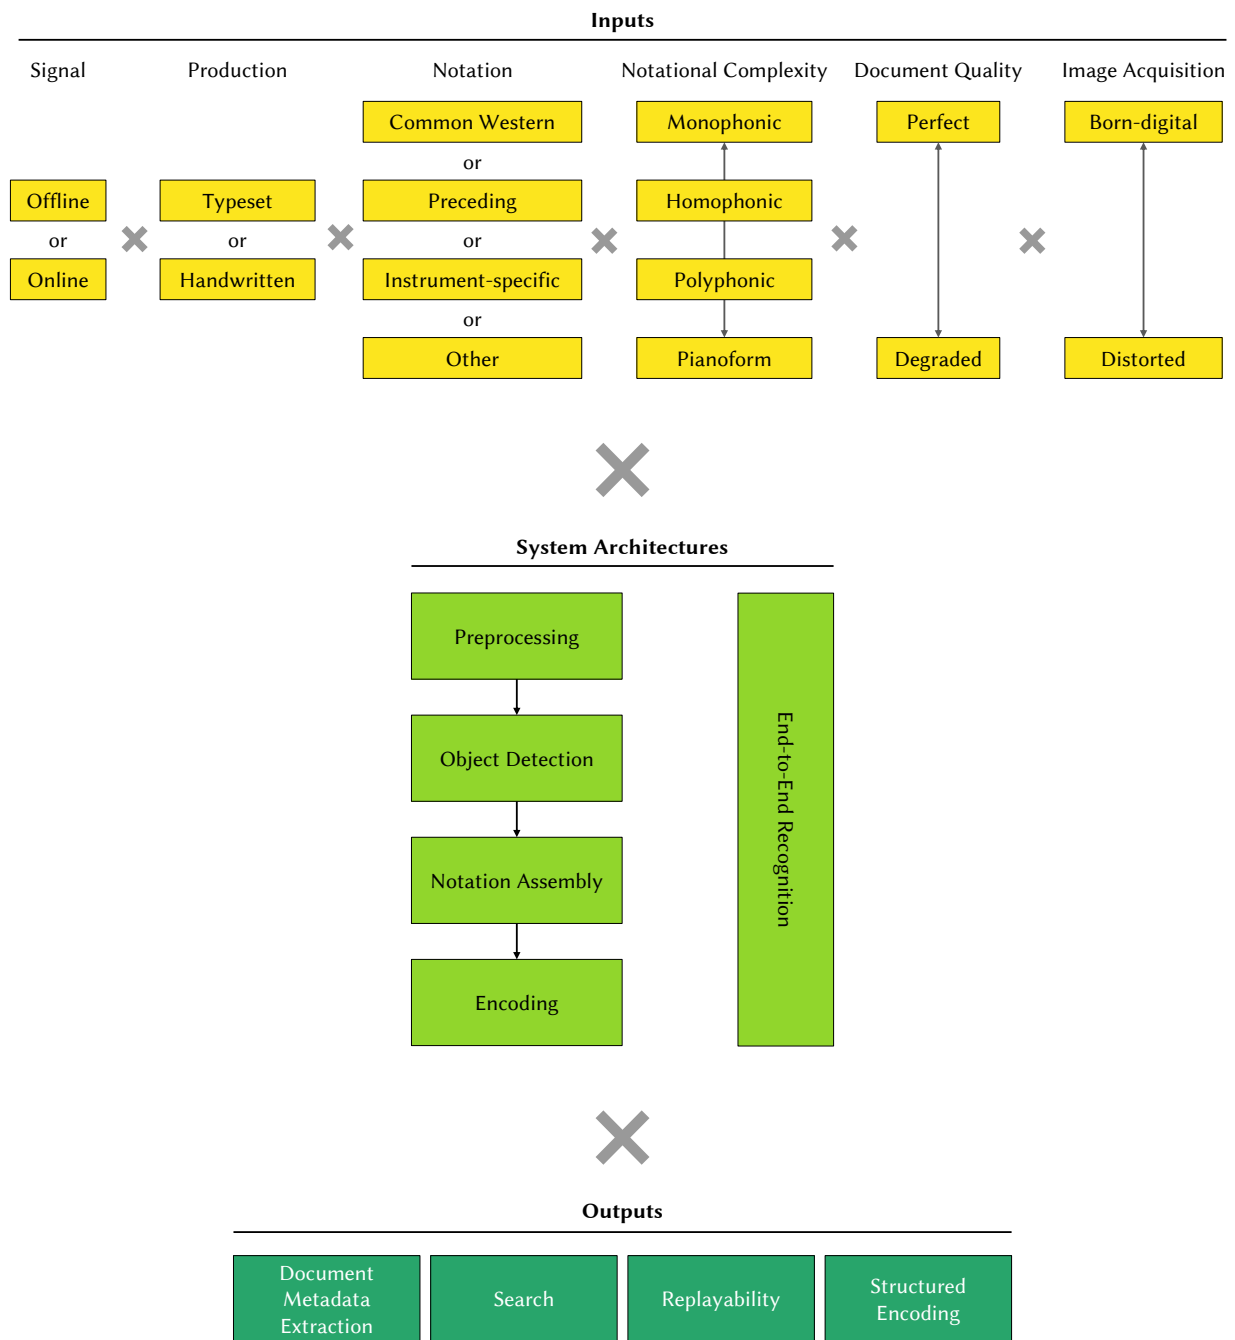 Inputs
Signal
Production
Notation
Notational Complexity
Document Quality
Image Acquisition
Offline
or
Online
Typeset
or
Handwritten
Common Western
or
Preceding
or
Instrument-specific
or
Other
Monophonic
Homophonic
Polyphonic
Pianoform
Perfect
Degraded
Born-digital
Distorted
System Architectures
Preprocessing
Object Detection
Notation Assembly
Encoding
End-to-End Recognition
Outputs
Document
Metadata
Extraction
Search
Replayability
Structured
Encoding